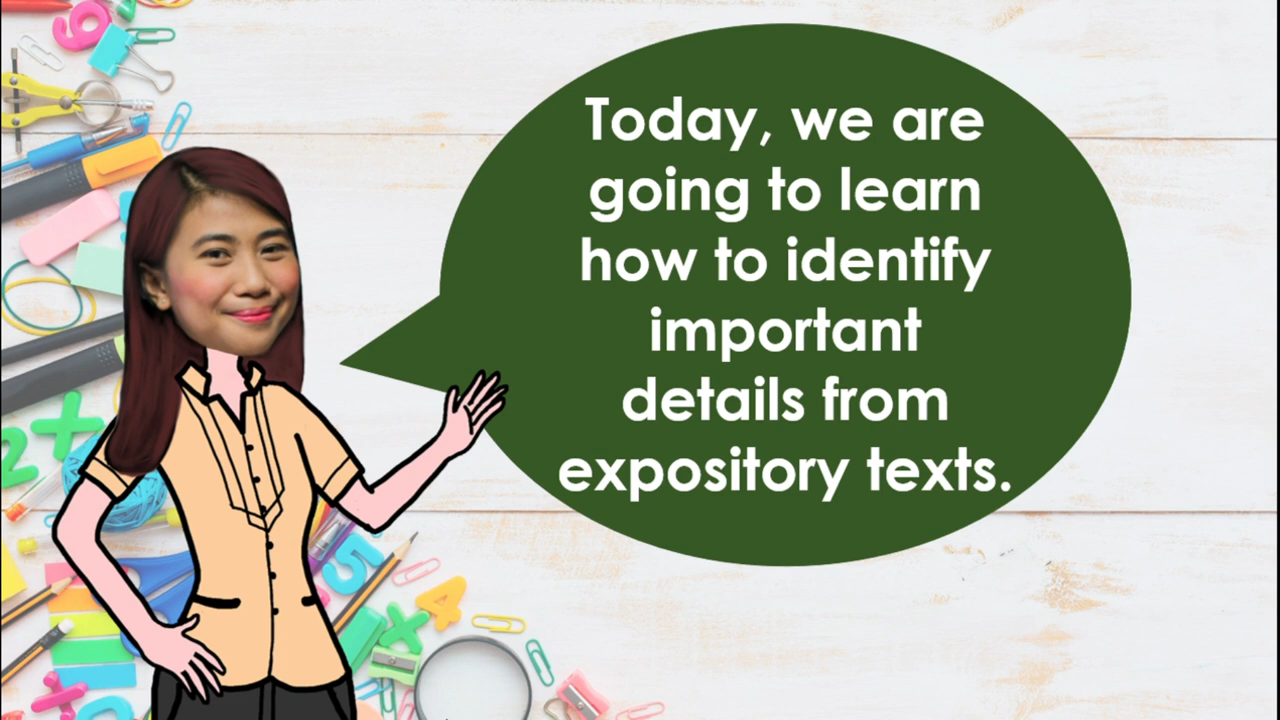 Today, we are
going to learn
how to identify
important
details from
expository texts.